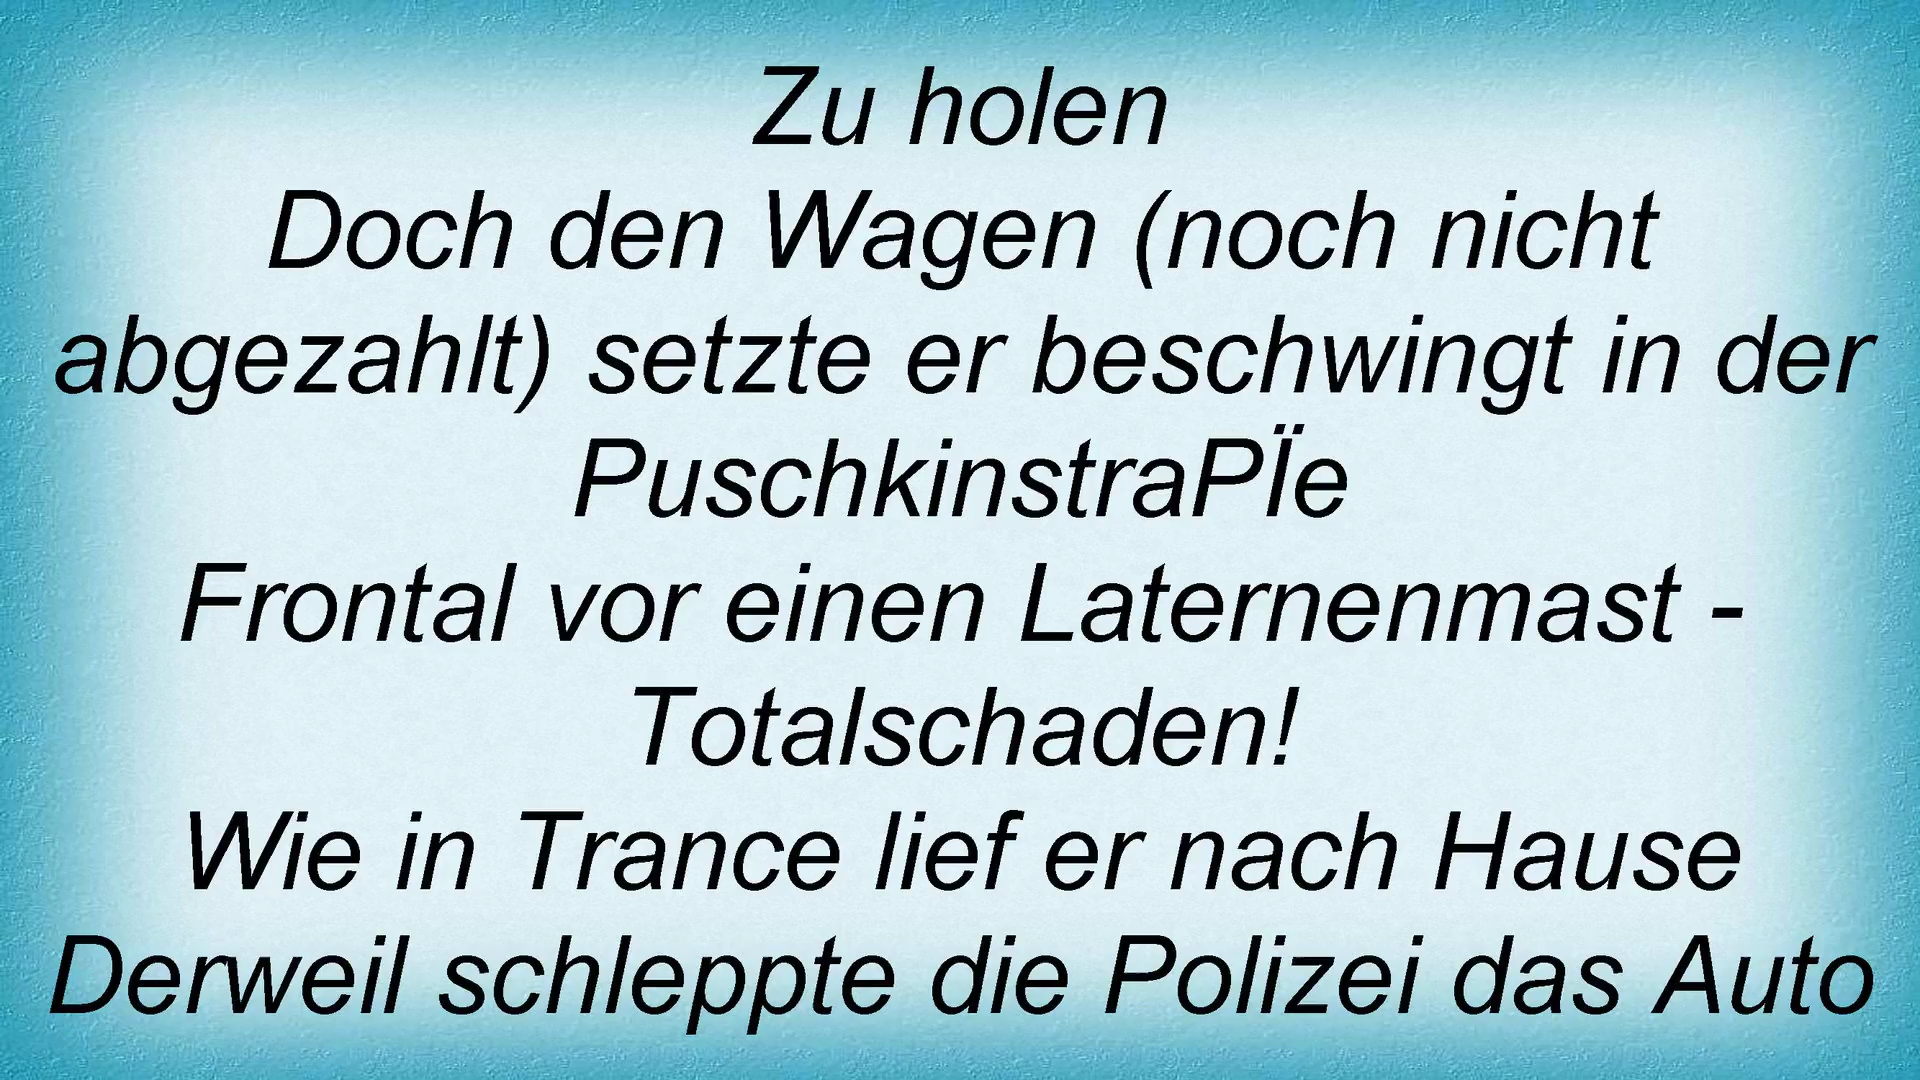 Zu holen
Doch den Wagen (noch nicht
abgezahlt) setzte er beschwingt in der
PuschkinstraPÏe
Frontal vor einen Laternenmast -
Totalschaden!
Wie in Trance lief er nach Hause
Derweil schleppte die Polizei das Auto